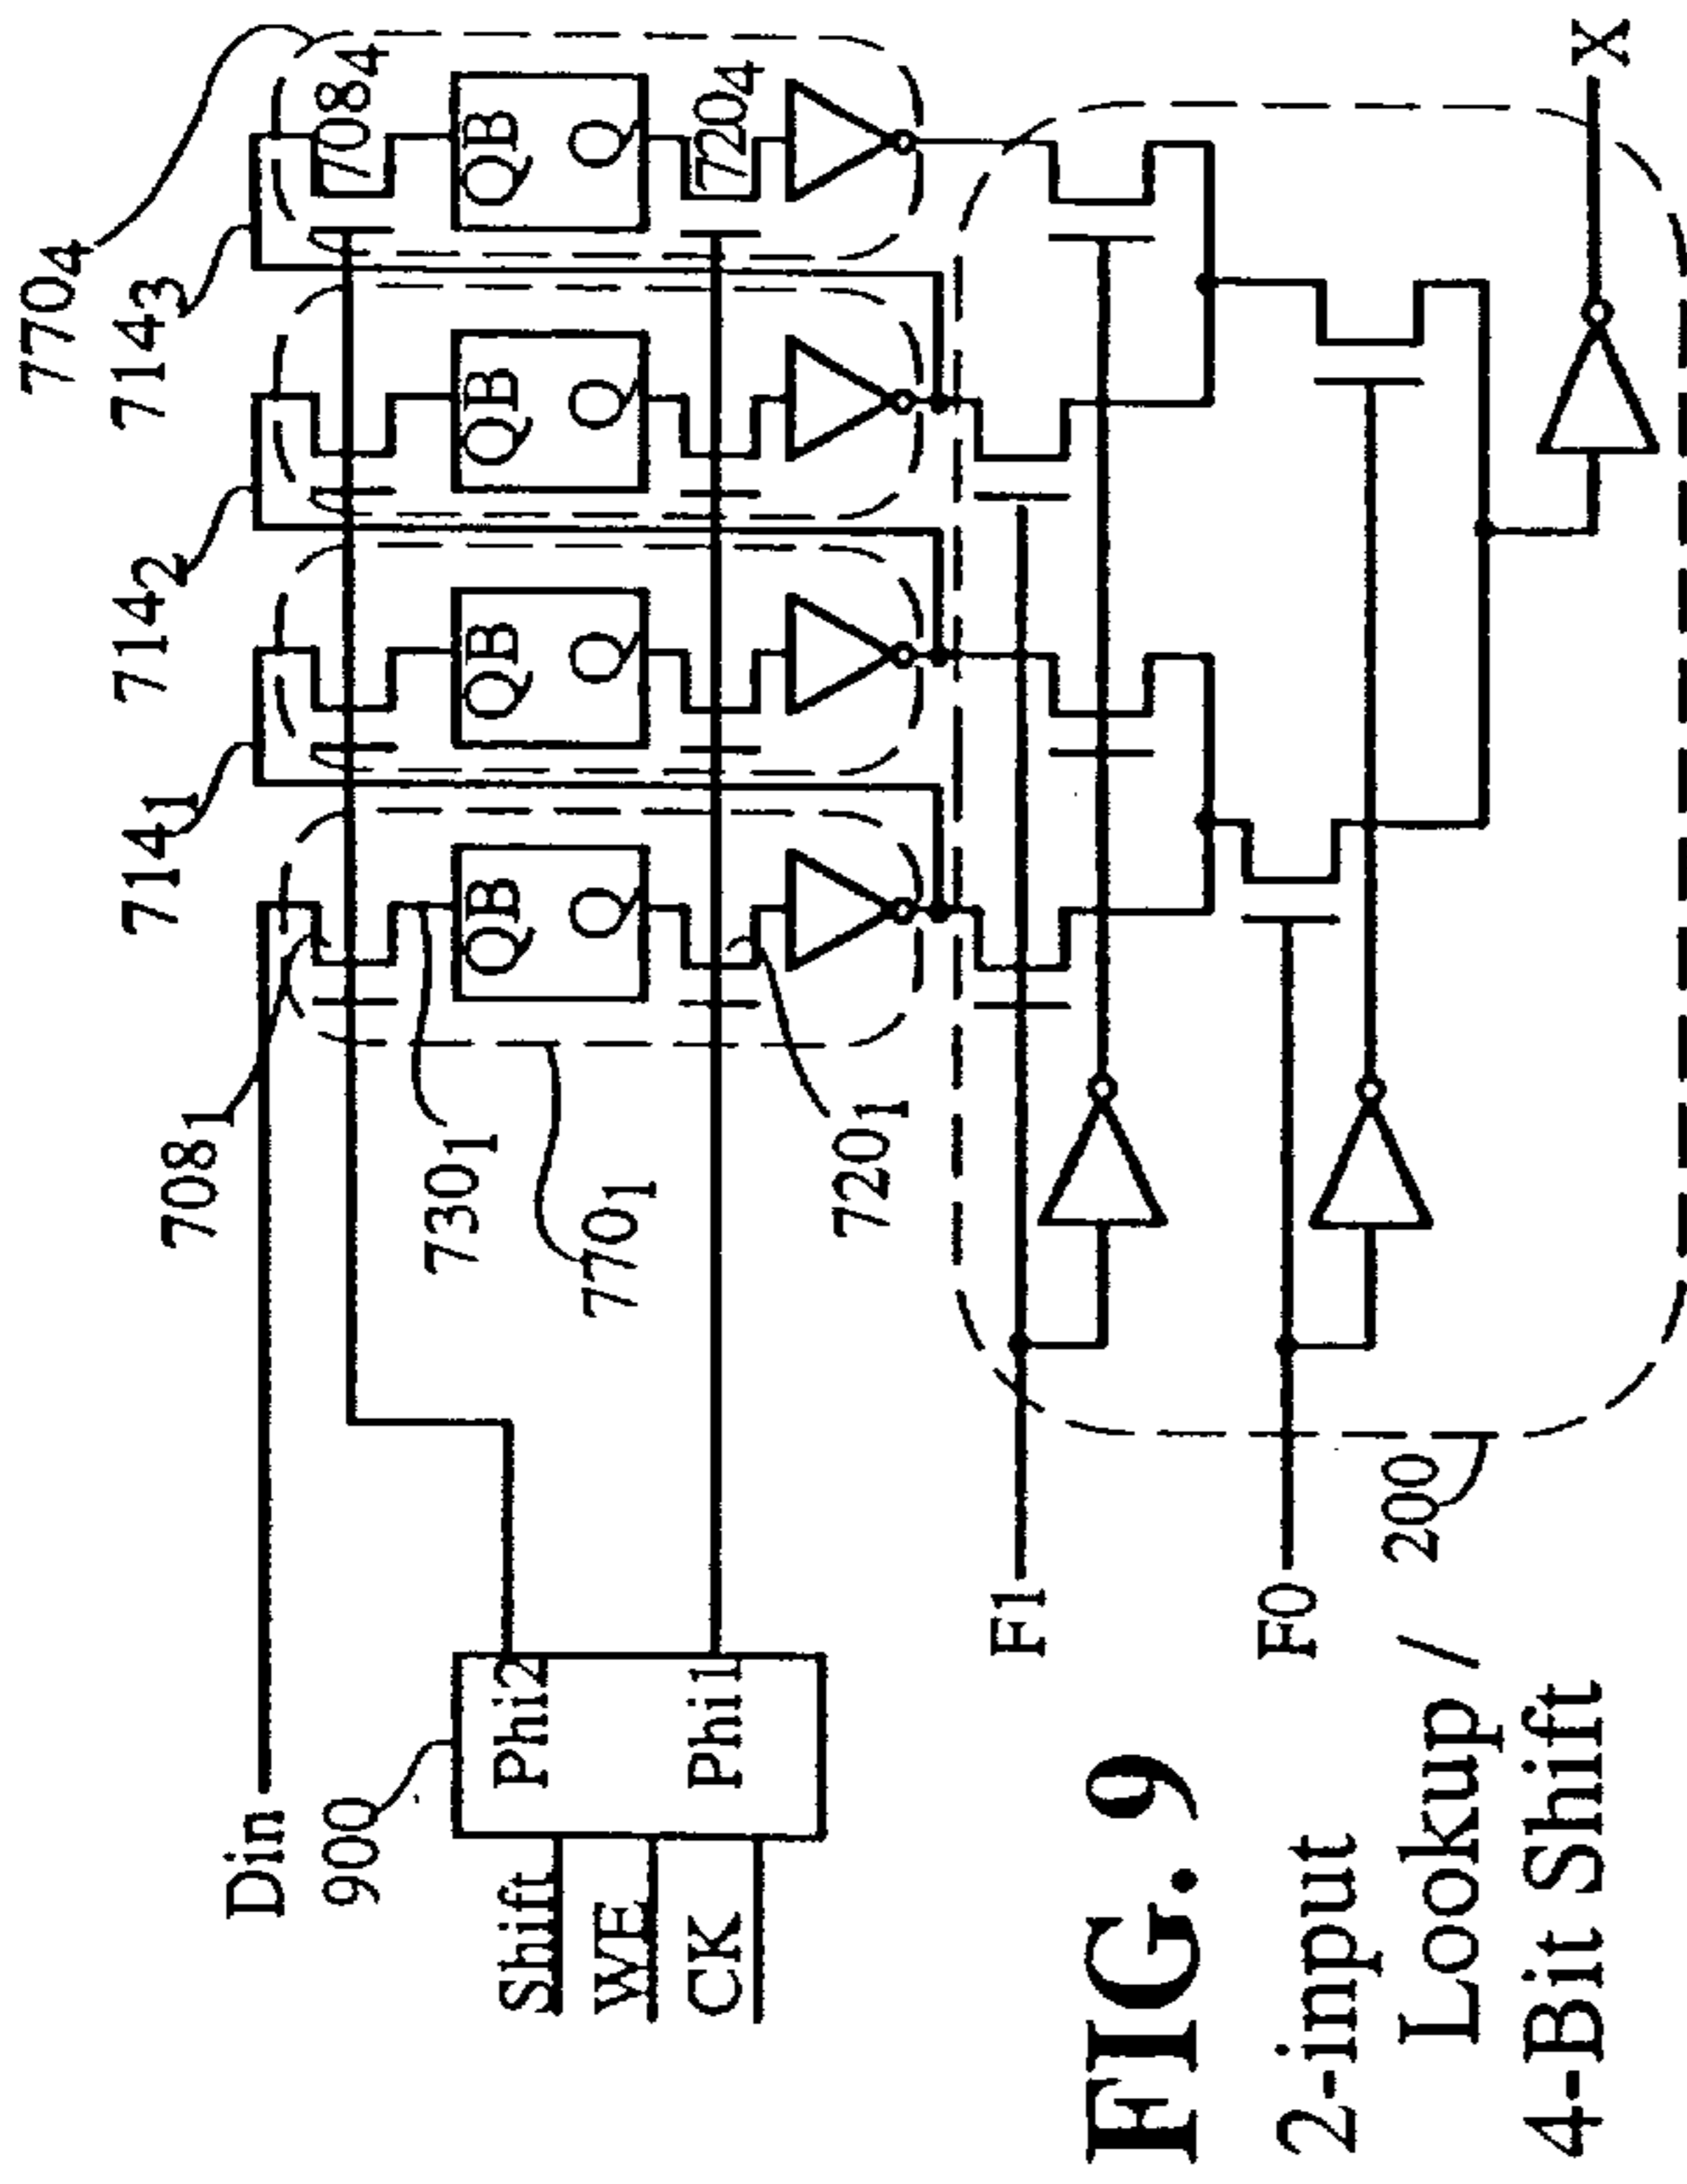 Din
900
Shift
WE
CK
Phi2
Phi1
708₁
730₁
770₁
720₁
714₁
714₂
714₃
770₄
708₄
720₄
QB
Q
QB
Q
QB
Q
QB
Q
F1
F0
200
X
FIG. 9
2-input
Lookup /
4-Bit Shift